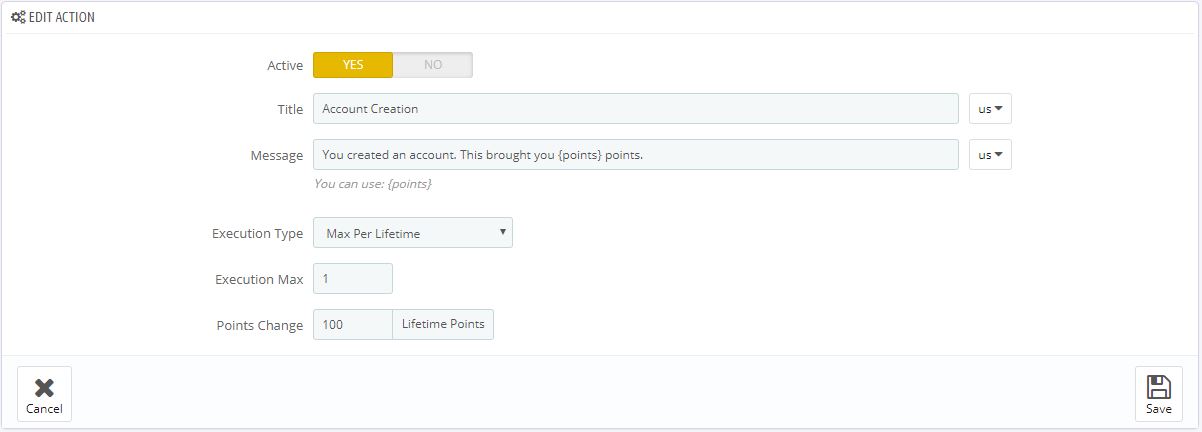 EDIT ACTION
Active YES NO
Title Account Creation us
Message You created an account. This brought you {points} points. us
You can use: {points}
Execution Type Max Per Lifetime
Execution Max 1
Points Change 100 Lifetime Points
Cancel Save